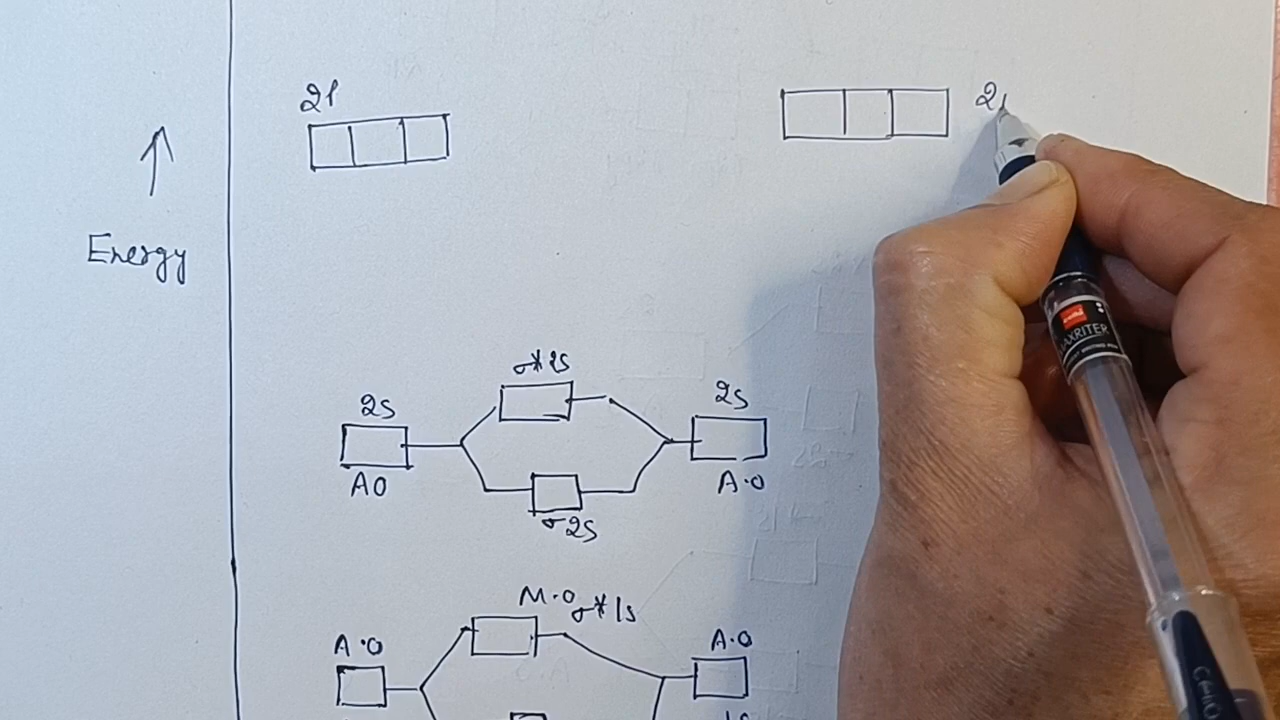 2P
2
Energy
σ*2s
2s
2s
AO
A.O
σ2s
M.O
σ*1s
A.O
A.O